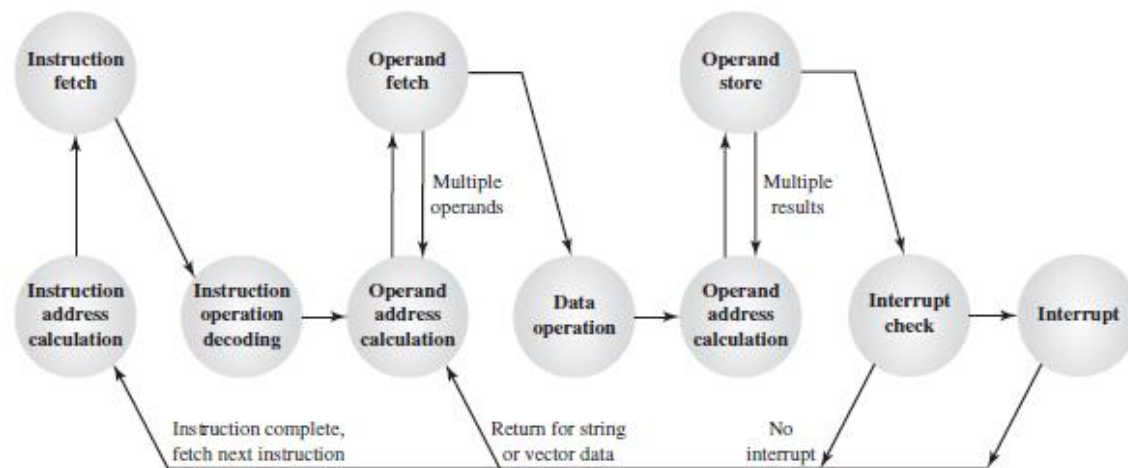 Instruction
fetch
Operand
fetch
Operand
store
Multiple
operands
Multiple
results
Instruction
address
calculation
Instruction
operation
decoding
Operand
address
calculation
Data
operation
Operand
address
calculation
Interrupt
check
Interrupt
Instruction complete,
fetch next instruction
Return for string
or vector data
No
interrupt